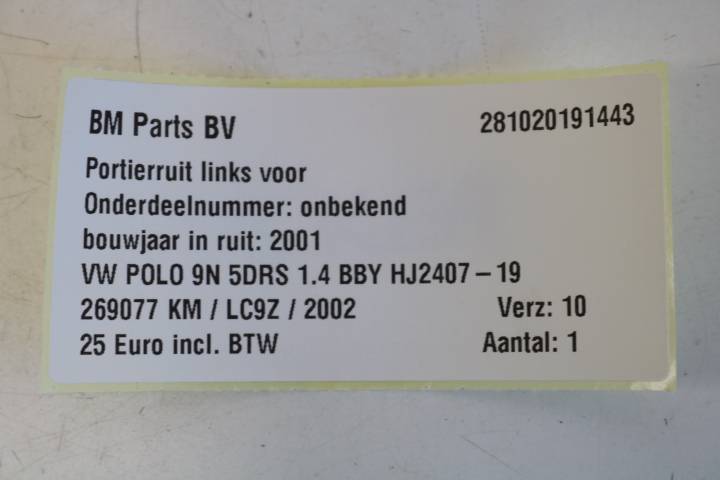 BM Parts BV 281020191443
Portierruit links voor
Onderdeelnummer: onbekend
bouwjaar in ruit: 2001
VW POLO 9N 5DRS 1.4 BBY HJ2407 – 19
269077 KM / LC9Z / 2002 Verz: 10
25 Euro incl. BTW Aantal: 1